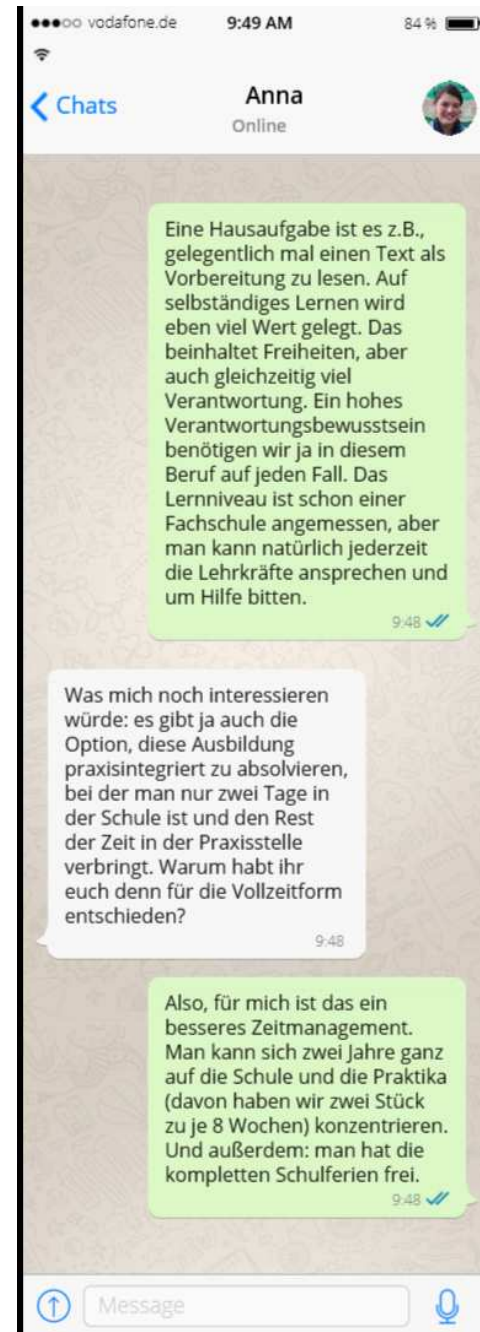 vodafone.de 9:49 AM 84 %
Chats
Anna
Online
Eine Hausaufgabe ist es z.B.,
gelegentlich mal einen Text als
Vorbereitung zu lesen. Auf
selbständiges Lernen wird
eben viel Wert gelegt. Das
beinhaltet Freiheiten, aber
auch gleichzeitig viel
Verantwortung. Ein hohes
Verantwortungsbewusstsein
benötigen wir ja in diesem
Beruf auf jeden Fall. Das
Lernniveau ist schon einer
Fachschule angemessen, aber
man kann natürlich jederzeit
die Lehrkräfte ansprechen und
um Hilfe bitten.
9:48
Was mich noch interessieren
würde: es gibt ja auch die
Option, diese Ausbildung
praxisintegriert zu absolvieren,
bei der man nur zwei Tage in
der Schule ist und den Rest
der Zeit in der Praxisstelle
verbringt. Warum habt ihr
euch denn für die Vollzeitform
entschieden?
9:48
Also, für mich ist das ein
besseres Zeitmanagement.
Man kann sich zwei Jahre ganz
auf die Schule und die Praktika
(davon haben wir zwei Stück
zu je 8 Wochen) konzentrieren.
Und außerdem: man hat die
kompletten Schulferien frei.
9:48
Message